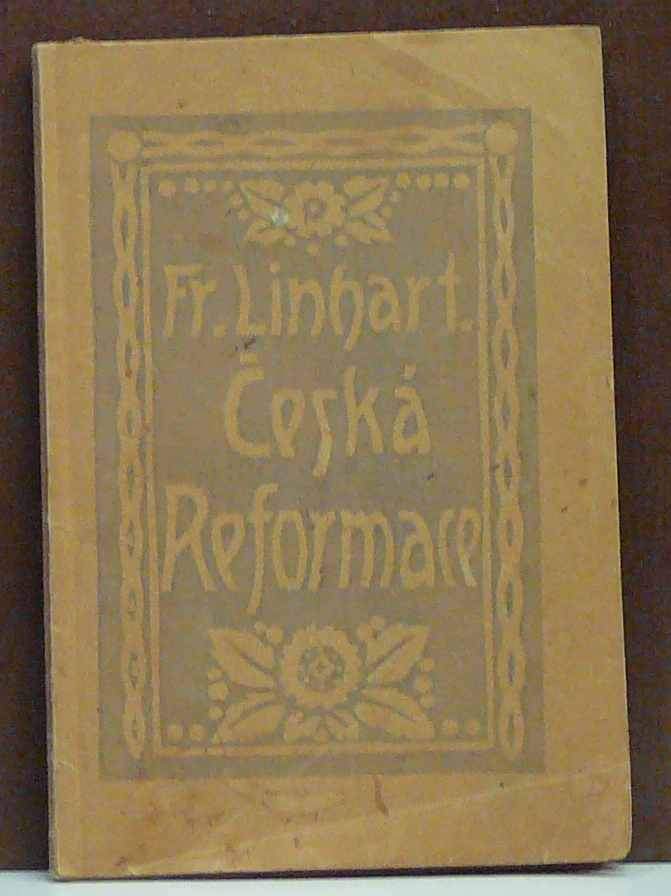 Fr. Linhart.
Česká
Reformace